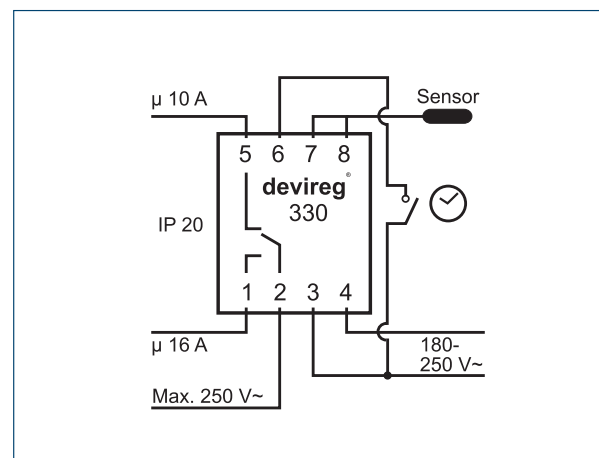 μ 10 A
Sensor
5 6 7 8
devireg®
330
IP 20
1 2 3 4
μ 16 A
180-
250 V~
Max. 250 V~